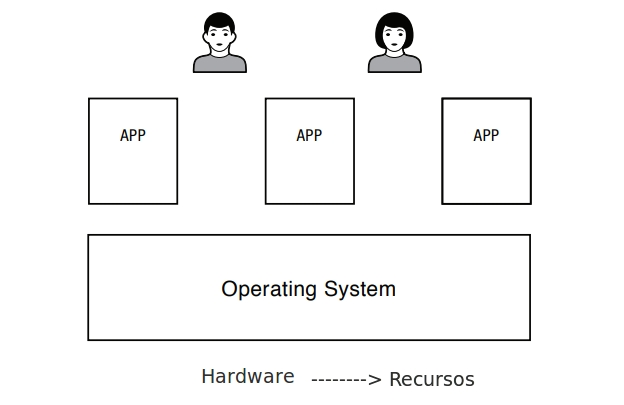 APP APP APP
Operating System
Hardware --------> Recursos